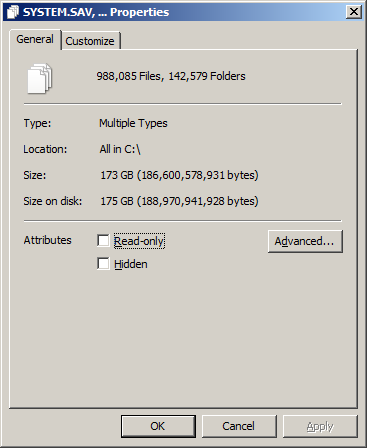 SYSTEM.SAV, ... Properties
General Customize
988,085 Files, 142,579 Folders
Type: Multiple Types
Location: All in C:\
Size: 173 GB (186,600,578,931 bytes)
Size on disk: 175 GB (188,970,941,928 bytes)
Attributes Read-only Advanced...
Hidden
OK Cancel Apply